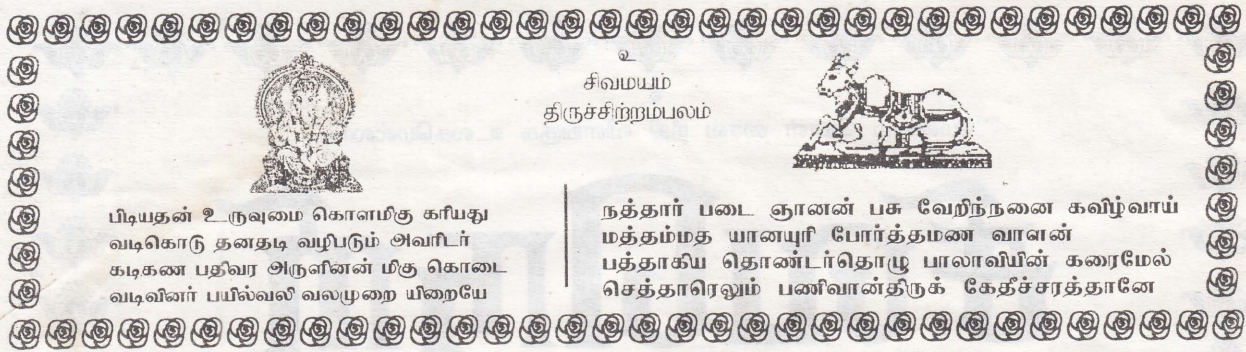 உ
சிவமயம்
திருச்சிற்றம்பலம்
பிடியதன் உருவுமை கொளமிகு கரியது
வடிகொடு தனதடி வழிபடும் அவரிடர்
கடிகண பதிவர அருளினன் மிகு கொடை
வடிவினர் பயில்வலி வலமுறை யிறையே
நத்தார் படை ஞானன் பசு வேறிந்நனை கவிழ்வாய்
மத்தம்மத யானையுரி போர்த்தமண வாளன்
பத்தாகிய தொண்டர்தொழு பாலாவியின் கரைமேல்
செத்தாரெலும் பணிவான்திருக் கேதீச்சரத்தானே